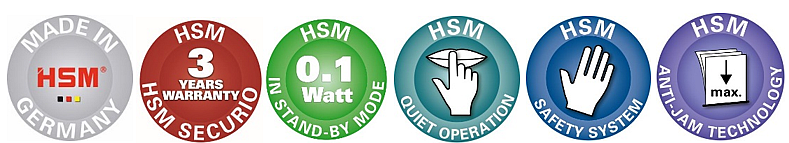 MADE IN
HSM®
GERMANY
HSM
3
YEARS
WARRANTY
HSM SECURIO
HSM
0.1
Watt
IN STAND-BY MODE
HSM
QUIET OPERATION
HSM
SAFETY SYSTEM
HSM
max.
ANTI-JAM TECHNOLOGY